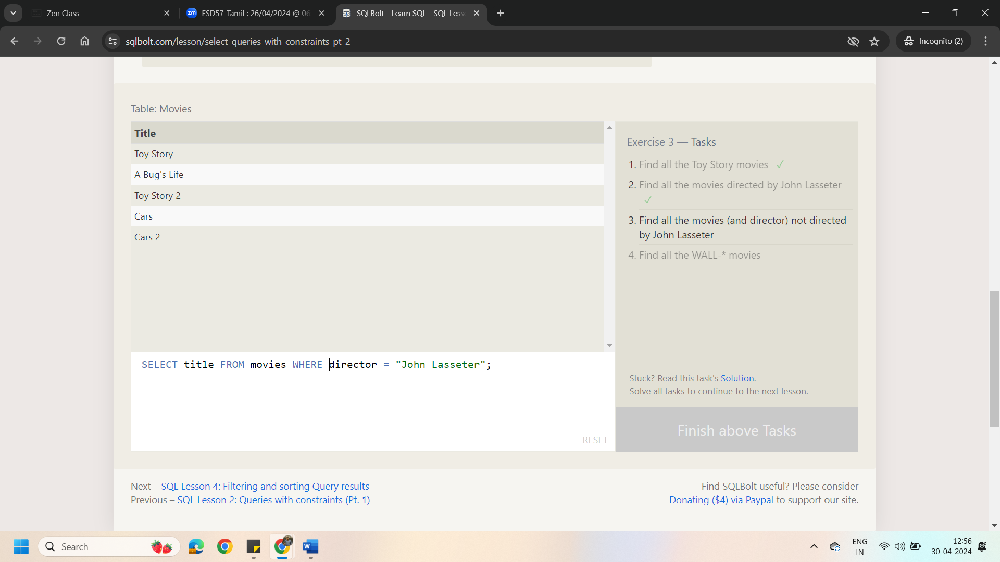 Zen Class
zm FSD57-Tamil : 26/04/2024 @ 06
SQLBolt - Learn SQL - SQL Less
sqlbolt.com/lesson/select_queries_with_constraints_pt_2
Incognito (2)
Table: Movies
Title
Toy Story
A Bug's Life
Toy Story 2
Cars
Cars 2
SELECT title FROM movies WHERE director = "John Lasseter";
RESET
Exercise 3 — Tasks
1. Find all the Toy Story movies ✓
2. Find all the movies directed by John Lasseter
✓
3. Find all the movies (and director) not directed
by John Lasseter
4. Find all the WALL-* movies
Stuck? Read this task's Solution.
Solve all tasks to continue to the next lesson.
Finish above Tasks
Next – SQL Lesson 4: Filtering and sorting Query results
Previous – SQL Lesson 2: Queries with constraints (Pt. 1)
Find SQLBolt useful? Please consider
Donating ($4) via Paypal to support our site.
Search
W
ENG
IN
12:56
30-04-2024